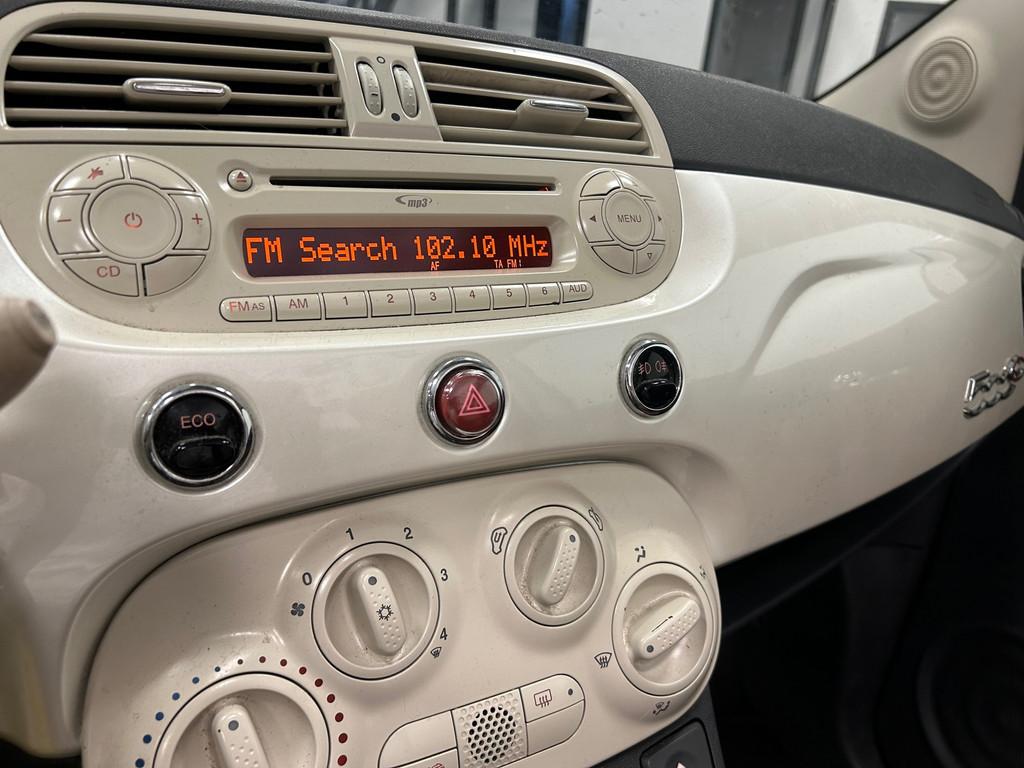 mp3
MENU
FM Search 102.10 MHz
AF TA FM1
CD
FM AS AM 1 2 3 4 5 6 AUD
ECO
500
0 1 2 3 4